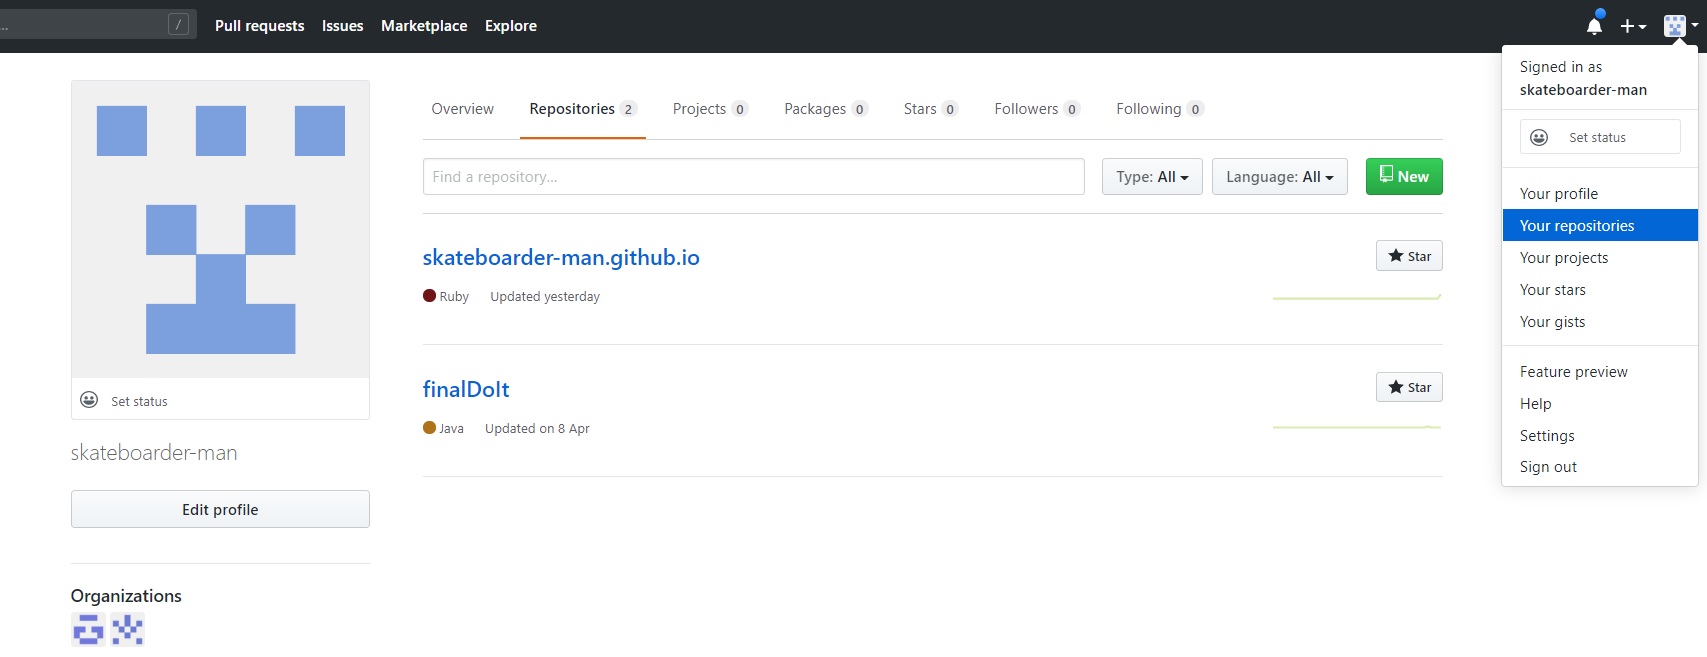 ... /
Pull requests Issues Marketplace Explore
Signed in as
skateboarder-man
Set status
Your profile
Your repositories
Your projects
Your stars
Your gists
Feature preview
Help
Settings
Sign out
Overview Repositories 2 Projects 0 Packages 0 Stars 0 Followers 0 Following 0
Find a repository...
Type: All Language: All New
skateboarder-man.github.io
Star
Ruby Updated yesterday
finalDoIt
Star
Java Updated on 8 Apr
Set status
skateboarder-man
Edit profile
Organizations